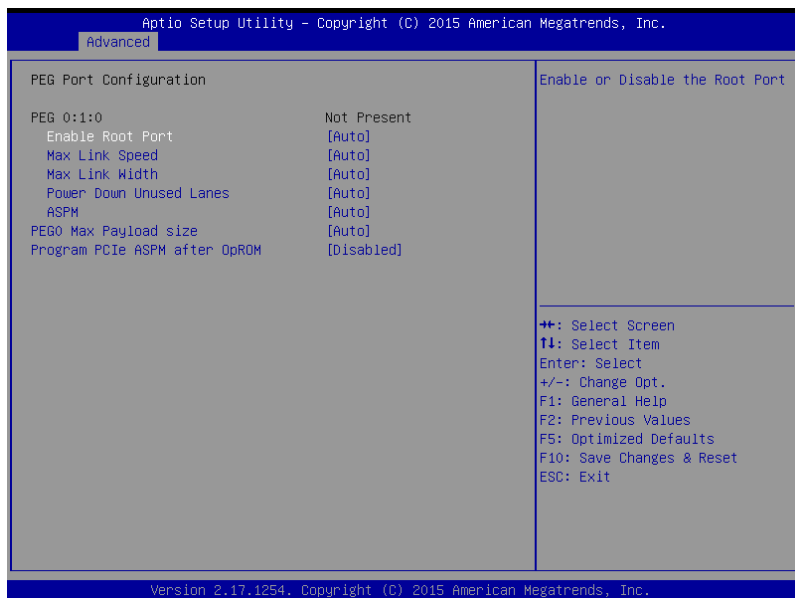 Aptio Setup Utility – Copyright (C) 2015 American Megatrends, Inc.
Advanced
PEG Port Configuration
PEG 0:1:0 Not Present
Enable Root Port [Auto]
Max Link Speed [Auto]
Max Link Width [Auto]
Power Down Unused Lanes [Auto]
ASPM [Auto]
PEG0 Max Payload size [Auto]
Program PCIe ASPM after OpROM [Disabled]
Enable or Disable the Root Port
→←: Select Screen
↑↓: Select Item
Enter: Select
+/-: Change Opt.
F1: General Help
F2: Previous Values
F5: Optimized Defaults
F10: Save Changes & Reset
ESC: Exit
Version 2.17.1254. Copyright (C) 2015 American Megatrends, Inc.